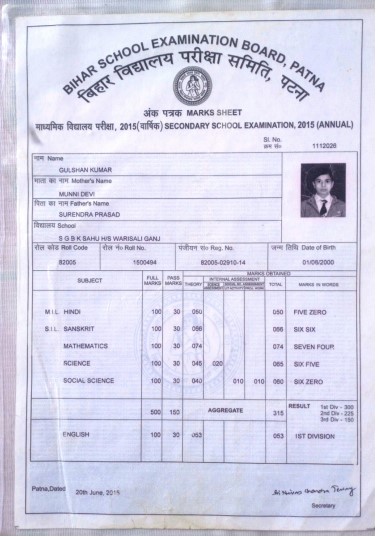 BIHAR SCHOOL EXAMINATION BOARD, PATNA
बिहार विद्यालय परीक्षा समिति, पटना
अंक पत्रक MARKS SHEET
माध्यमिक विद्यालय परीक्षा, 2015(वार्षिक) SECONDARY SCHOOL EXAMINATION, 2015 (ANNUAL)
Sl. No.
क्रम सं० 1112026
नाम Name
GULSHAN KUMAR
माता का नाम Mother's Name
MUNNI DEVI
पिता का नाम Father's Name
SURENDRA PRASAD
विद्यालय School
S G B K SAHU H/S WARISALI GANJ
रोल कोड Roll Code रोल नं० Roll No. पंजीयन सं० Reg. No. जन्म तिथि Date of Birth
82005 1500494 82005-02910-14 01/06/2000
MARKS OBTAINED
SUBJECT FULL MARKS PASS MARKS THEORY INTERNAL ASSESSMENT TOTAL MARKS IN WORDS
M.I.L. HINDI 100 30 050 050 FIVE ZERO
S.I.L. SANSKRIT 100 30 066 066 SIX SIX
MATHEMATICS 100 30 074 074 SEVEN FOUR
SCIENCE 100 30 045 020 065 SIX FIVE
SOCIAL SCIENCE 100 30 040 010 010 060 SIX ZERO
500 150 AGGREGATE 315 RESULT 1st Div - 300
2nd Div - 225
3rd Div - 150
ENGLISH 100 30 053 053 IST DIVISION
Patna,Dated 20th June, 2015
Secretary